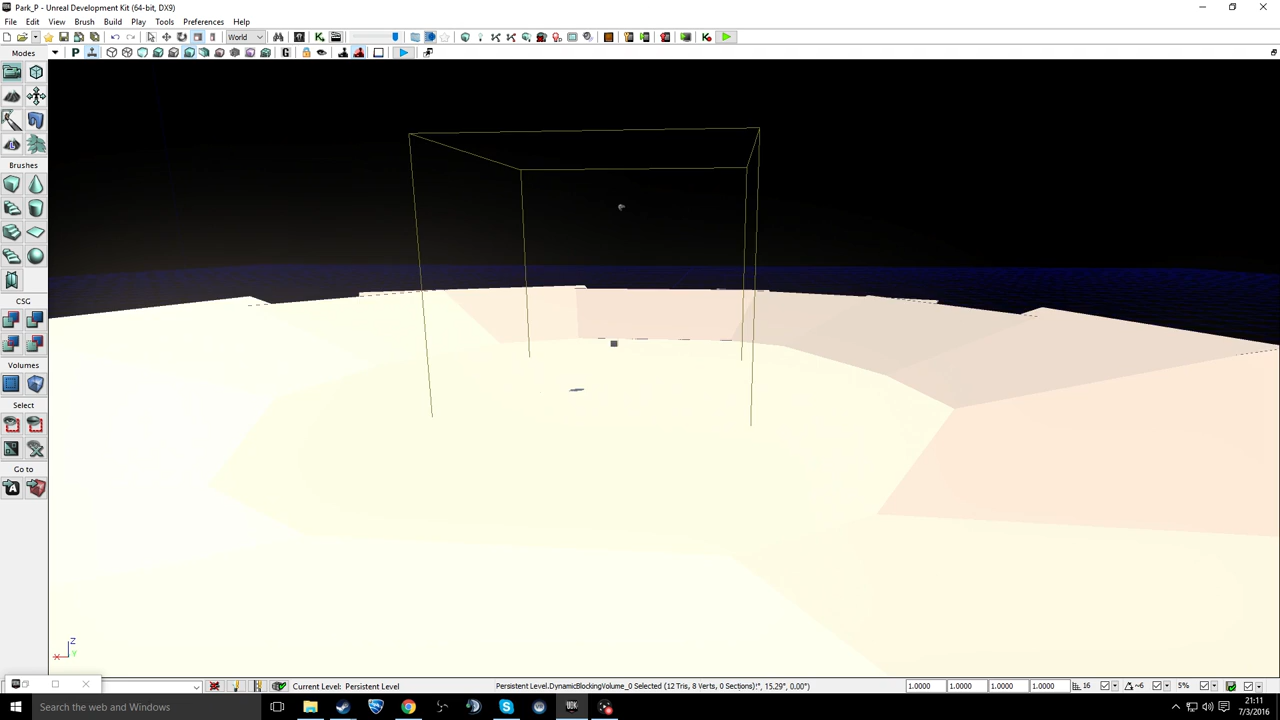 Park_P - Unreal Development Kit (64-bit, DX9)
File Edit View Brush Build Play Tools Preferences Help
World
P
G
Modes
Brushes
CSG
Volumes
Select
Go to
Z
X Y
Current Level: Persistent Level
Persistent Level.DynamicBlockingVolume_0 Selected (12 Tris, 8 Verts, 0 Sections)!°, 15.29°, 0.00°)
1.0000 1.0000 1.0000 1.0000 16 ~6 5%
Search the web and Windows
21:11
7/3/2016